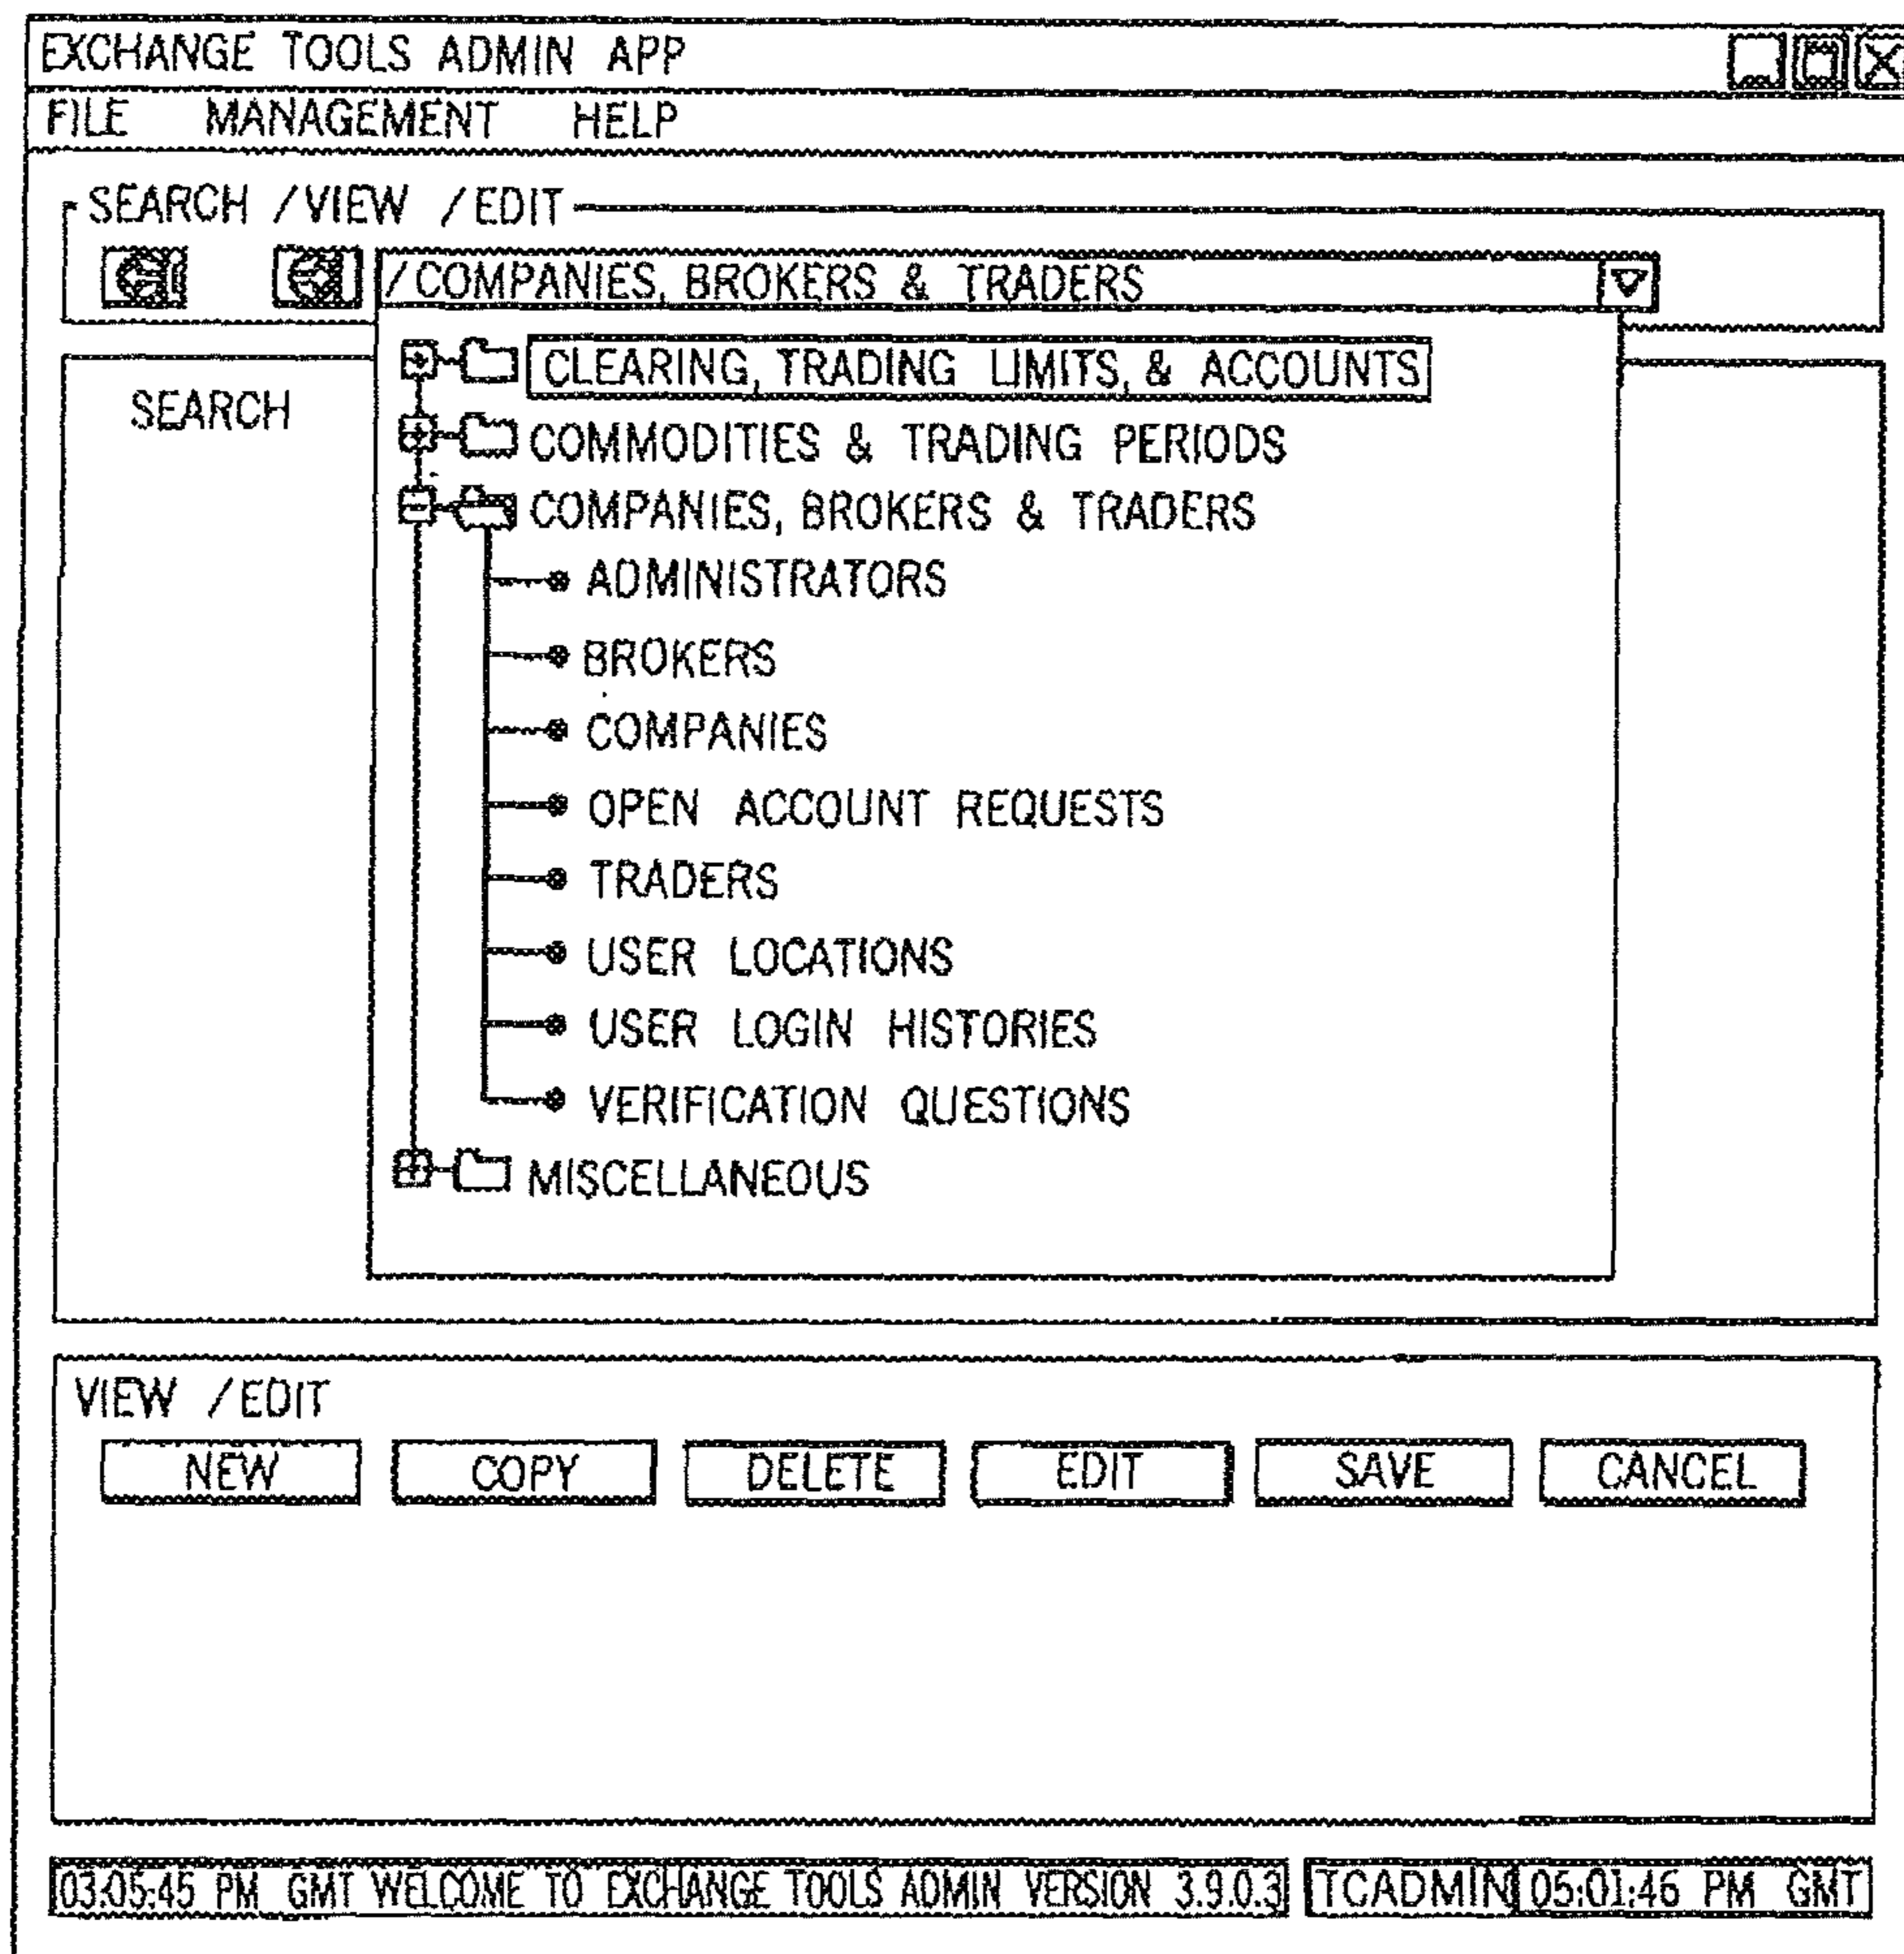 EXCHANGE TOOLS ADMIN APP
FILE MANAGEMENT HELP
SEARCH /VIEW /EDIT
/COMPANIES, BROKERS & TRADERS
CLEARING, TRADING LIMITS, & ACCOUNTS
SEARCH
COMMODITIES & TRADING PERIODS
COMPANIES, BROKERS & TRADERS
ADMINISTRATORS
BROKERS
COMPANIES
OPEN ACCOUNT REQUESTS
TRADERS
USER LOCATIONS
USER LOGIN HISTORIES
VERIFICATION QUESTIONS
MISCELLANEOUS
VIEW /EDIT
NEW COPY DELETE EDIT SAVE CANCEL
03:05:45 PM GMT WELCOME TO EXCHANGE TOOLS ADMIN VERSION 3.9.0.3 TCADMIN 05:01:46 PM GMT